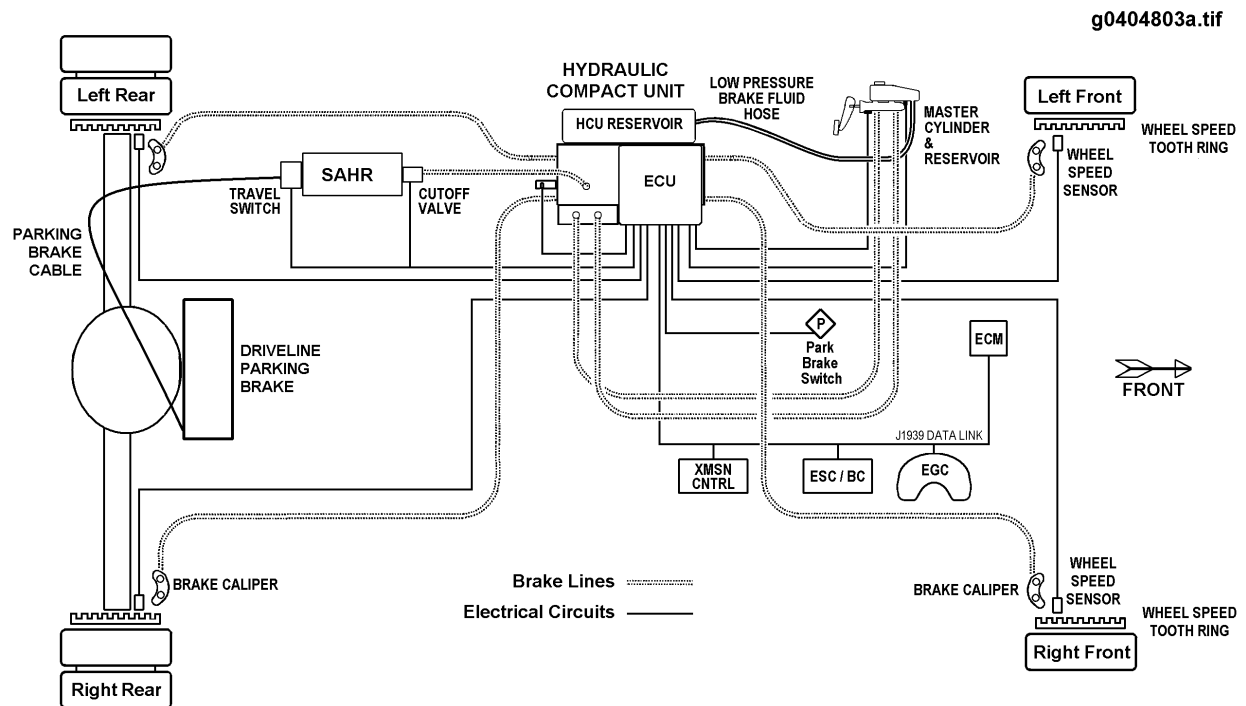 g0404803a.tif
Left Rear
HYDRAULIC
COMPACT UNIT
HCU RESERVOIR
LOW PRESSURE
BRAKE FLUID
HOSE
MASTER
CYLINDER
&
RESERVOIR
Left Front
WHEEL SPEED
TOOTH RING
WHEEL
SPEED
SENSOR
SAHR
ECU
TRAVEL
SWITCH
CUTOFF
VALVE
PARKING
BRAKE
CABLE
DRIVELINE
PARKING
BRAKE
P
Park
Brake
Switch
ECM
FRONT
J1939 DATA LINK
XMSN
CNTRL
ESC / BC
EGC
BRAKE CALIPER
Brake Lines
Electrical Circuits
BRAKE CALIPER
WHEEL
SPEED
SENSOR
WHEEL SPEED
TOOTH RING
Right Front
Right Rear